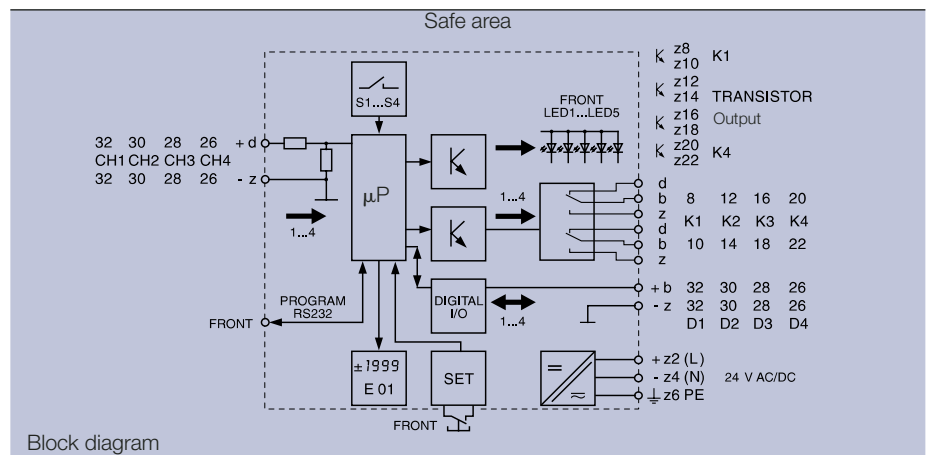 Safe area
S1...S4
FRONT
LED1...LED5
z8
z10 K1
z12
z14 TRANSISTOR
z16 Output
z18
z20
z22 K4
32 30 28 26 + d
CH1 CH2 CH3 CH4
32 30 28 26 - z
1...4
µP
1...4
d
b 8 12 16 20
z K1 K2 K3 K4
d
b 10 14 18 22
z
DIGITAL
I/O
1...4
+ b 32 30 28 26
- z 32 30 28 26
D1 D2 D3 D4
PROGRAM
RS232
FRONT
±1999
E 01
SET
FRONT
= ≈
+ z2 (L)
- z4 (N) 24 V AC/DC
z6 PE
Block diagram